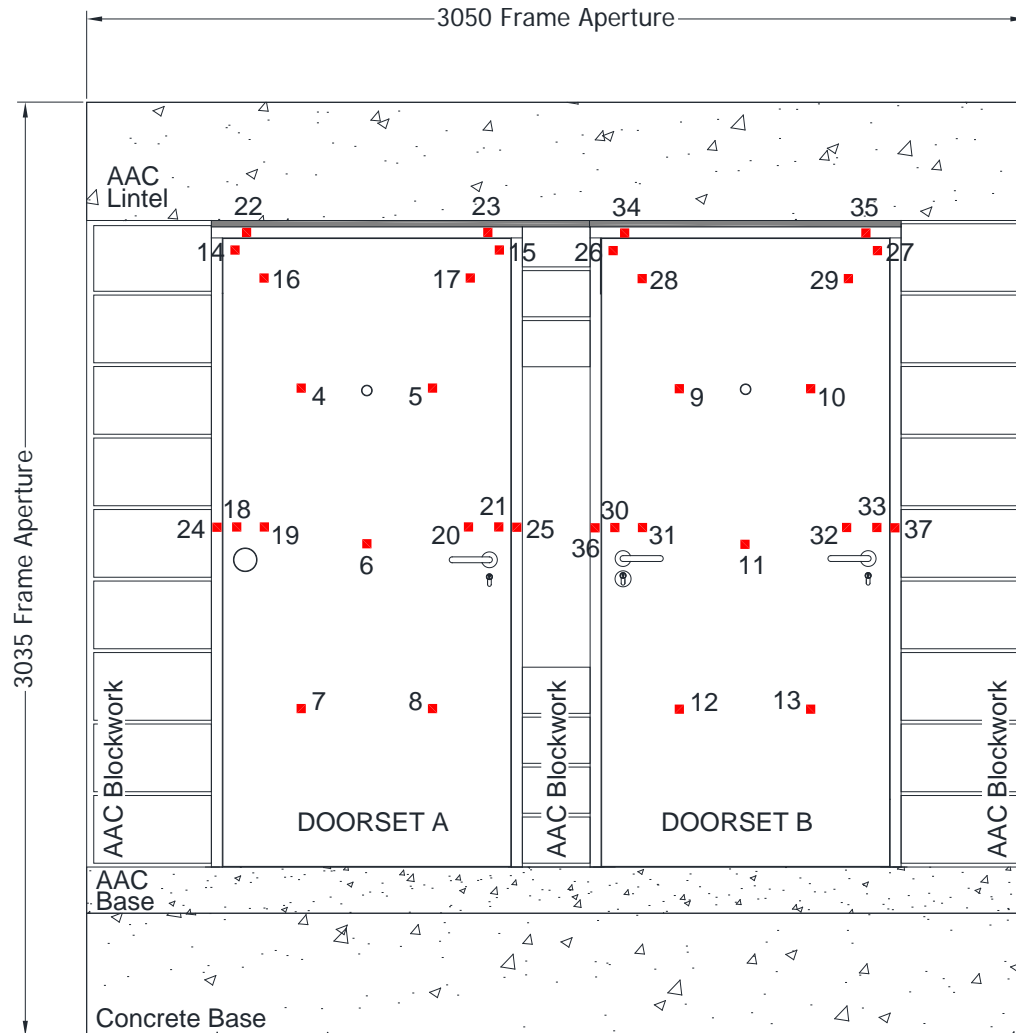 3050 Frame Aperture
3035 Frame Aperture
AAC
Lintel
22
23
34
35
14
15
26
27
16
17
28
29
4
5
9
10
24
18
19
20
21
25
36
30
31
32
33
37
6
11
7
8
12
13
AAC Blockwork
DOORSET A
AAC Blockwork
DOORSET B
AAC Blockwork
AAC
Base
Concrete Base